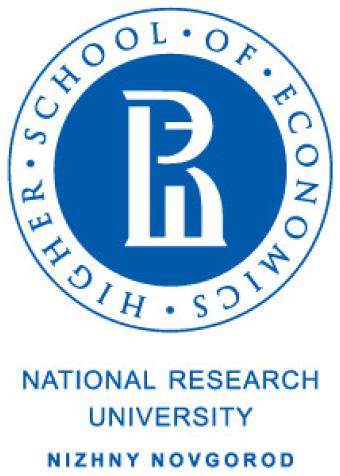 HIGHER · SCHOOL · OF · ECONOMICS ·
NATIONAL RESEARCH
UNIVERSITY
NIZHNY NOVGOROD